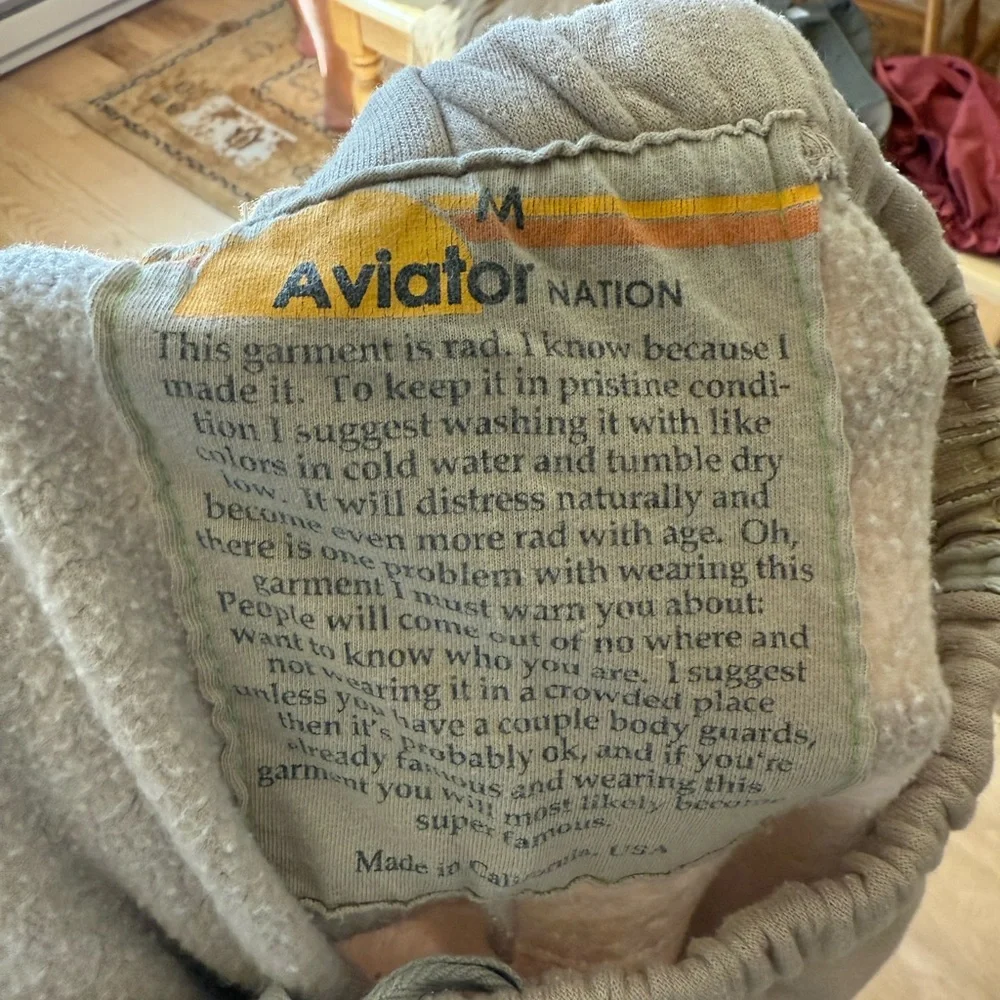 M
Aviator NATION
This garment is rad. I know because I
made it. To keep it in pristine condi-
tion I suggest washing it with like
colors in cold water and tumble dry
low. It will distress naturally and
become even more rad with age. Oh,
there is one problem with wearing this
garment I must warn you about:
People will come out of no where and
want to know who you are. I suggest
not wearing it in a crowded place
unless you have a couple body guards,
then it's probably ok, and if you're
already famous and wearing this
garment you will most likely become
super famous.
Made in California, USA